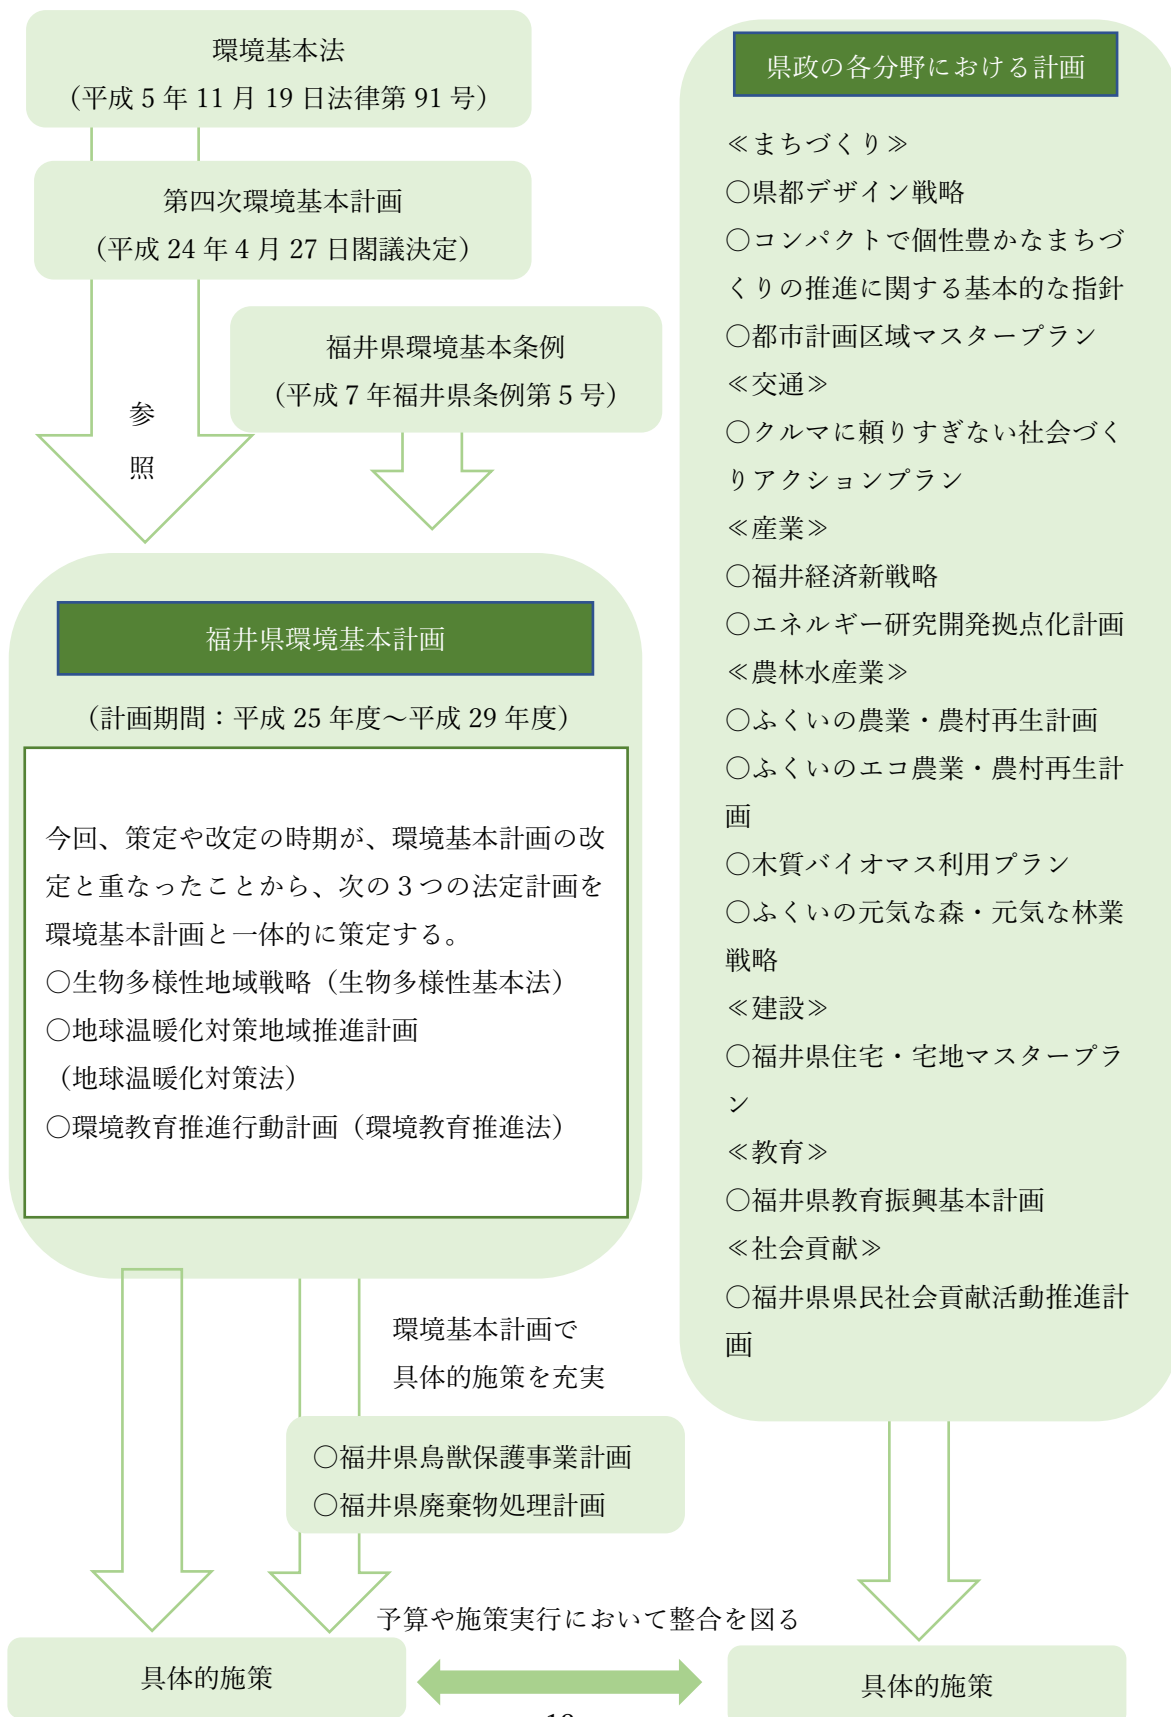 環境基本法
（平成 5 年 11 月 19 日法律第 91 号）
第四次環境基本計画
（平成 24 年 4 月 27 日閣議決定）
福井県環境基本条例
（平成 7 年福井県条例第 5 号）
参
照
福井県環境基本計画
（計画期間：平成 25 年度～平成 29 年度）
今回、策定や改定の時期が、環境基本計画の改
定と重なったことから、次の３つの法定計画を
環境基本計画と一体的に策定する。
○生物多様性地域戦略（生物多様性基本法）
○地球温暖化対策地域推進計画
（地球温暖化対策法）
○環境教育推進行動計画（環境教育推進法）
環境基本計画で
具体的施策を充実
○福井県鳥獣保護事業計画
○福井県廃棄物処理計画
県政の各分野における計画
≪まちづくり≫
○県都デザイン戦略
○コンパクトで個性豊かなまちづ
くりの推進に関する基本的な指針
○都市計画区域マスタープラン
≪交通≫
○クルマに頼りすぎない社会づく
りアクションプラン
≪産業≫
○福井経済新戦略
○エネルギー研究開発拠点化計画
≪農林水産業≫
○ふくいの農業・農村再生計画
○ふくいのエコ農業・農村再生計
画
○木質バイオマス利用プラン
○ふくいの元気な森・元気な林業
戦略
≪建設≫
○福井県住宅・宅地マスタープラ
ン
≪教育≫
○福井県教育振興基本計画
≪社会貢献≫
○福井県県民社会貢献活動推進計
画
予算や施策実行において整合を図る
具体的施策
具体的施策